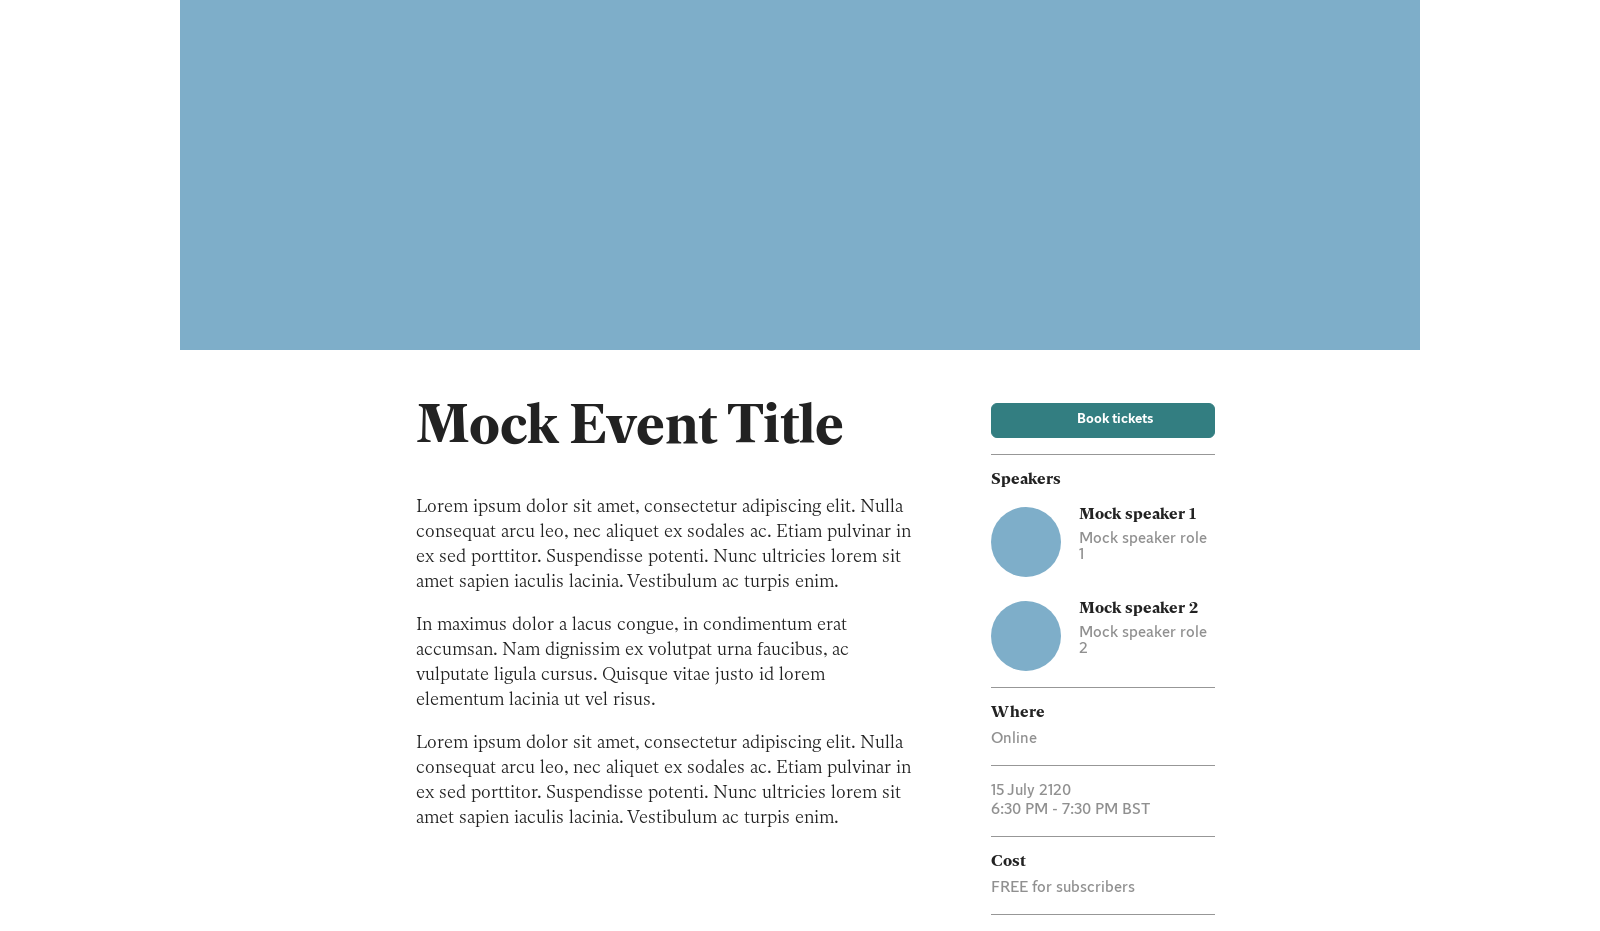 Mock Event Title
Lorem ipsum dolor sit amet, consectetur adipiscing elit. Nulla
consequat arcu leo, nec aliquet ex sodales ac. Etiam pulvinar in
ex sed porttitor. Suspendisse potenti. Nunc ultricies lorem sit
amet sapien iaculis lacinia. Vestibulum ac turpis enim.
In maximus dolor a lacus congue, in condimentum erat
accumsan. Nam dignissim ex volutpat urna faucibus, ac
vulputate ligula cursus. Quisque vitae justo id lorem
elementum lacinia ut vel risus.
Lorem ipsum dolor sit amet, consectetur adipiscing elit. Nulla
consequat arcu leo, nec aliquet ex sodales ac. Etiam pulvinar in
ex sed porttitor. Suspendisse potenti. Nunc ultricies lorem sit
amet sapien iaculis lacinia. Vestibulum ac turpis enim.
Book tickets
Speakers
Mock speaker 1
Mock speaker role
1
Mock speaker 2
Mock speaker role
2
Where
Online
15 July 2120
6:30 PM - 7:30 PM BST
Cost
FREE for subscribers